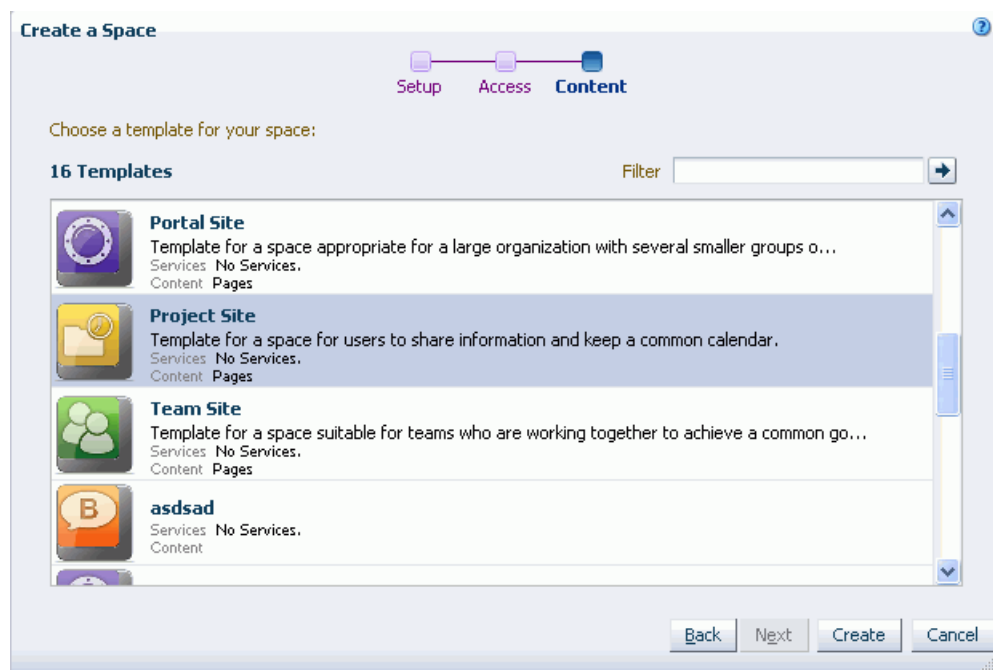 Create a Space
?
Setup Access Content
Choose a template for your space:
16 Templates Filter
Portal Site
Template for a space appropriate for a large organization with several smaller groups o...
Services No Services.
Content Pages
Project Site
Template for a space for users to share information and keep a common calendar.
Services No Services.
Content Pages
Team Site
Template for a space suitable for teams who are working together to achieve a common go...
Services No Services.
Content Pages
B
asdsad
Services No Services.
Content
Back Next Create Cancel